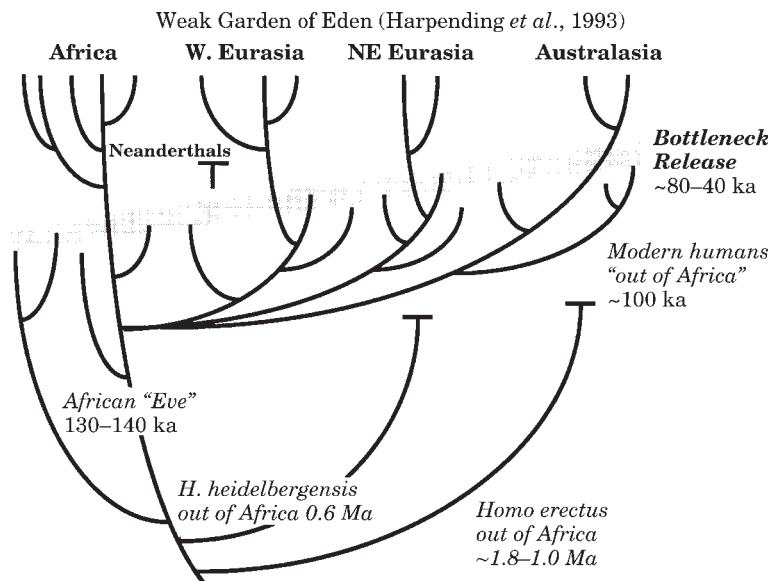 Weak Garden of Eden (Harpending et al., 1993)
Africa W. Eurasia NE Eurasia Australasia
Neanderthals
Bottleneck
Release
~80–40 ka
Modern humans
"out of Africa"
~100 ka
African "Eve"
130–140 ka
H. heidelbergensis
out of Africa 0.6 Ma
Homo erectus
out of Africa
~1.8–1.0 Ma